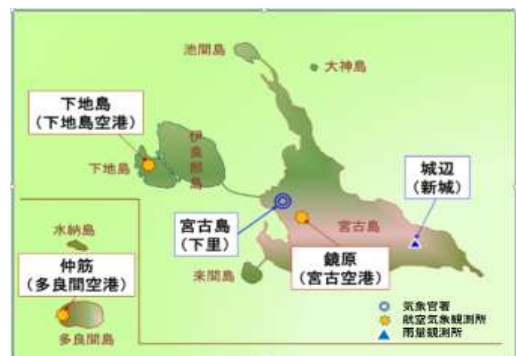 池間島
大神島
下地島
(下地島空港)
伊良部島
下地島
城辺
(新城)
宮古島
(下里)
宮古島
鏡原
(宮古空港)
水納島
来間島
仲筋
(多良間空港)
多良間島
気象官署
航空気象観測所
雨量観測所